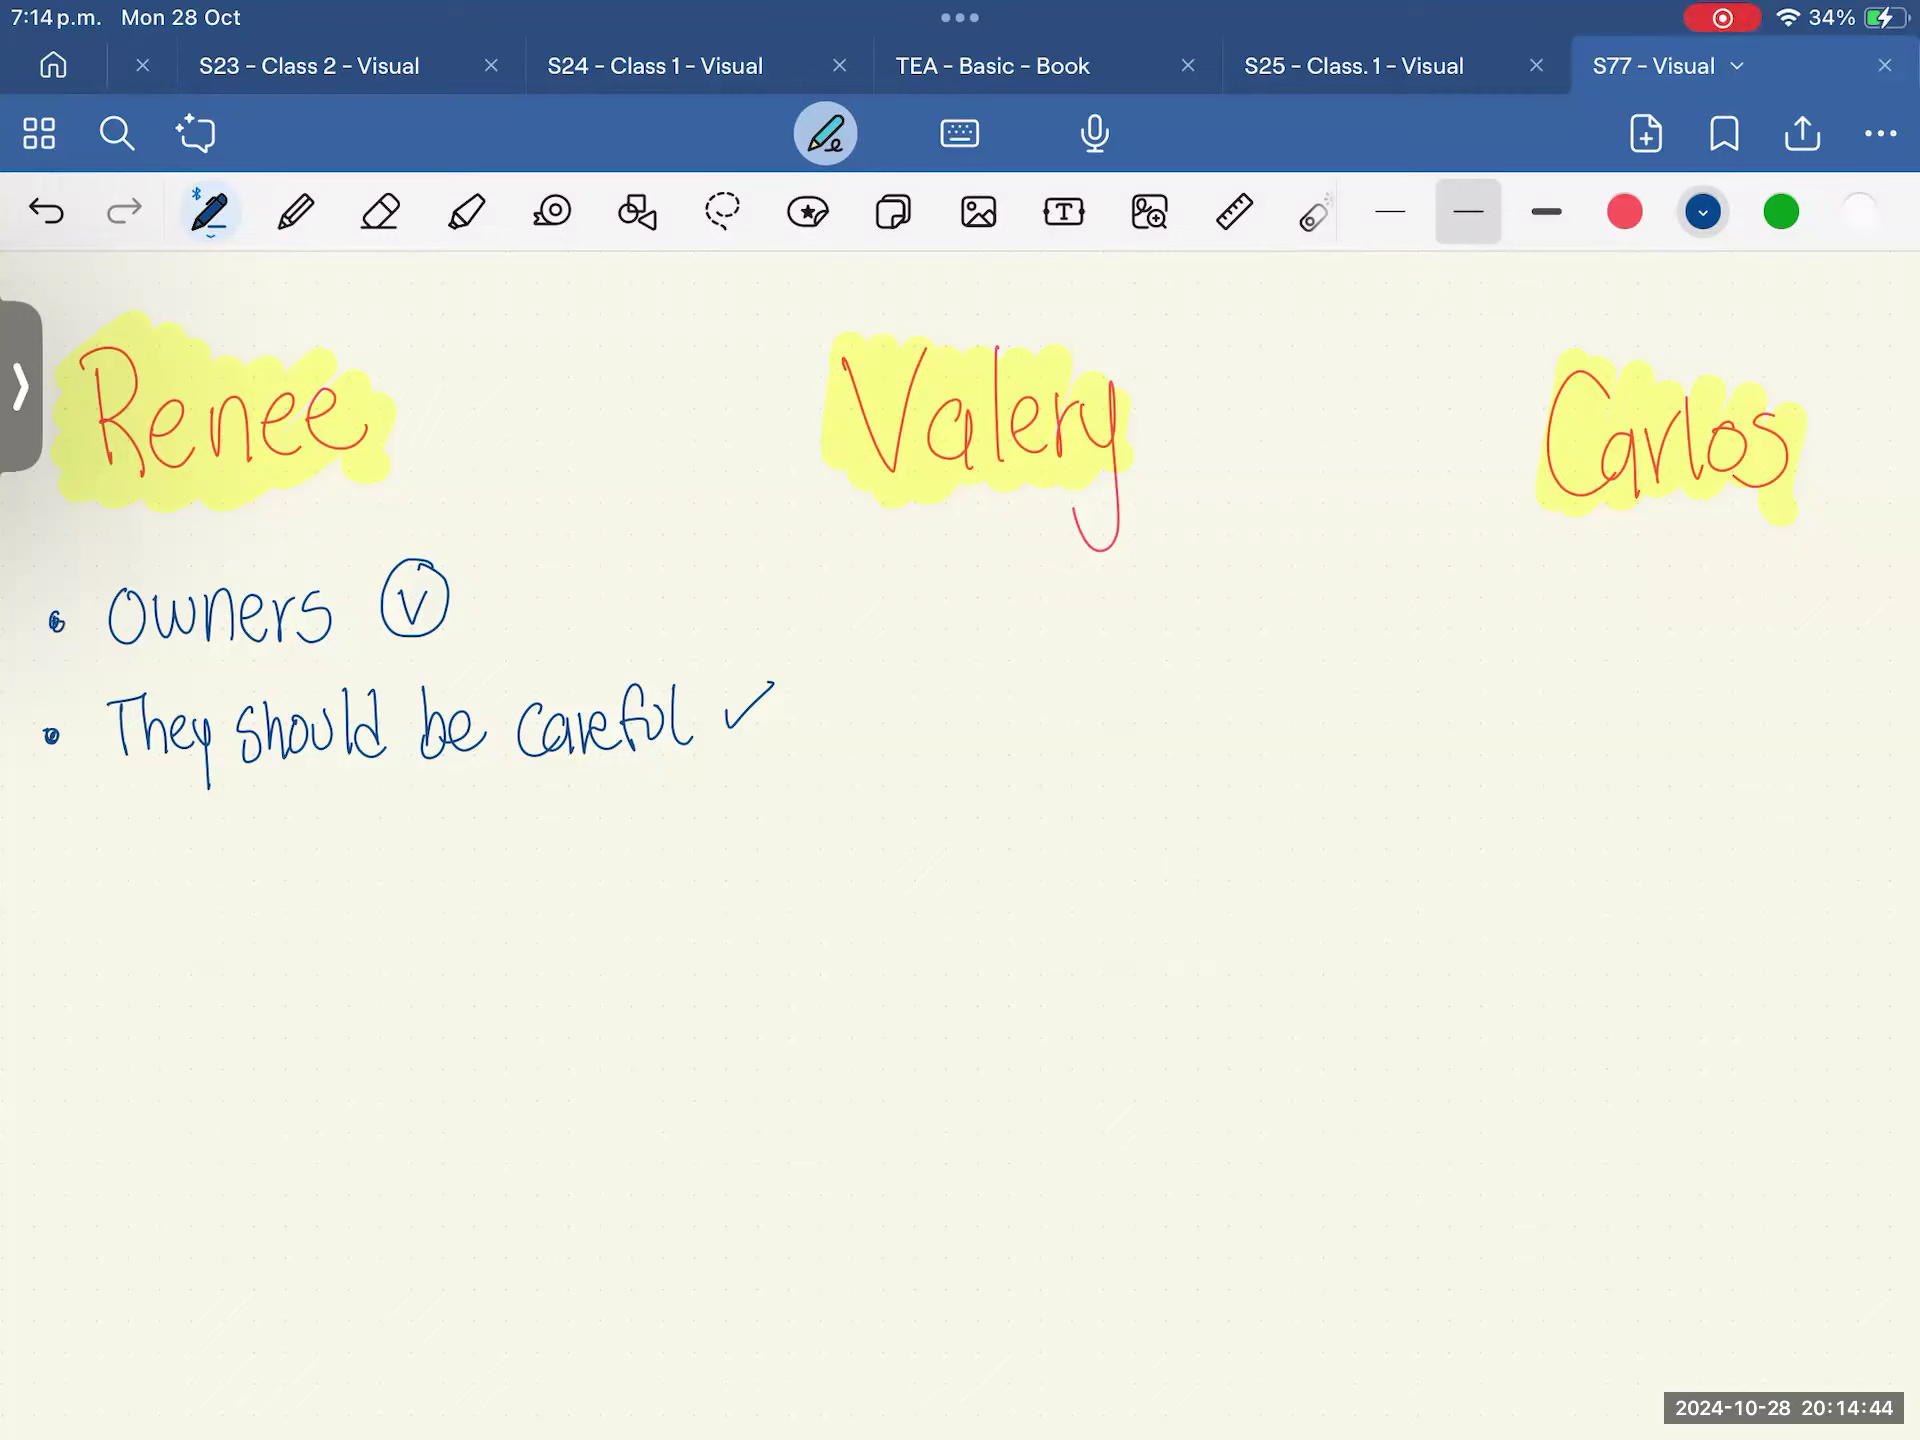 7:14 p.m. Mon 28 Oct
34%
S23 – Class 2 – Visual
S24 – Class 1 – Visual
TEA – Basic – Book
S25 – Class. 1 – Visual
S77 – Visual
Renee
Valery
Carlos
• Owners V
• They should be careful ✓
2024-10-28 20:14:44